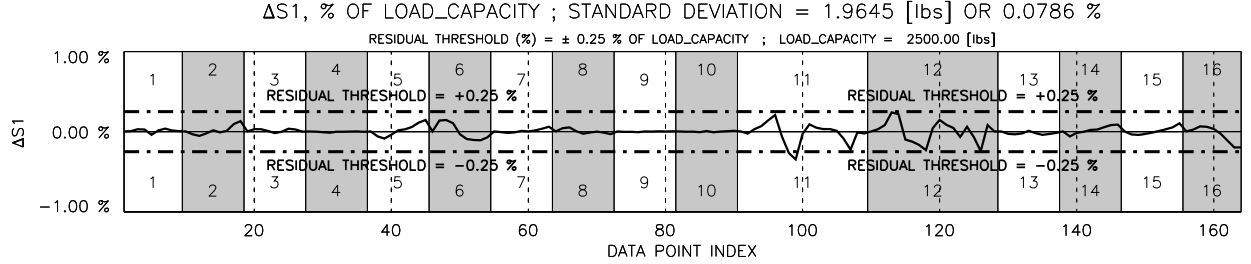 ΔS1, % OF LOAD_CAPACITY ; STANDARD DEVIATION = 1.9645 [lbs] OR 0.0786 %
RESIDUAL THRESHOLD (%) = ± 0.25 % OF LOAD_CAPACITY ; LOAD_CAPACITY = 2500.00 [lbs]
1.00 %
1 2 3 4 5 6 7 8 9 10 11 12 13 14 15 16
RESIDUAL THRESHOLD = +0.25 % RESIDUAL THRESHOLD = +0.25 %
ΔS1
0.00 %
RESIDUAL THRESHOLD = −0.25 % RESIDUAL THRESHOLD = −0.25 %
1 2 3 4 5 6 7 8 9 10 11 12 13 14 15 16
−1.00 %
20 40 60 80 100 120 140 160
DATA POINT INDEX